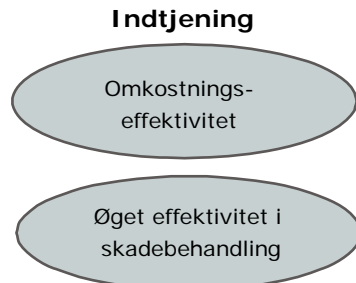 Indtjening
Omkostnings-
effektivitet
Øget effektivitet i
skadebehandling